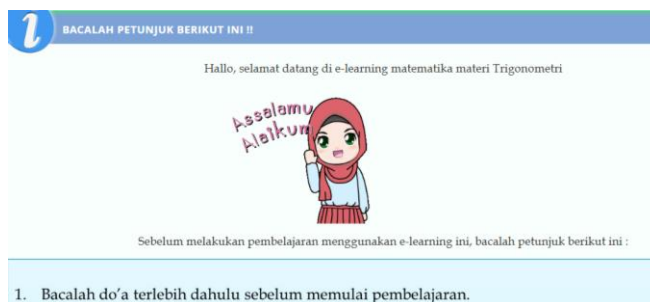 BACALAH PETUNJUK BERIKUT INI !!
Hallo, selamat datang di e-learning matematika materi Trigonometri
Assalamu
Alaikum
Sebelum melakukan pembelajaran menggunakan e-learning ini, bacalah petunjuk berikut ini :
1. Bacalah do'a terlebih dahulu sebelum memulai pembelajaran.